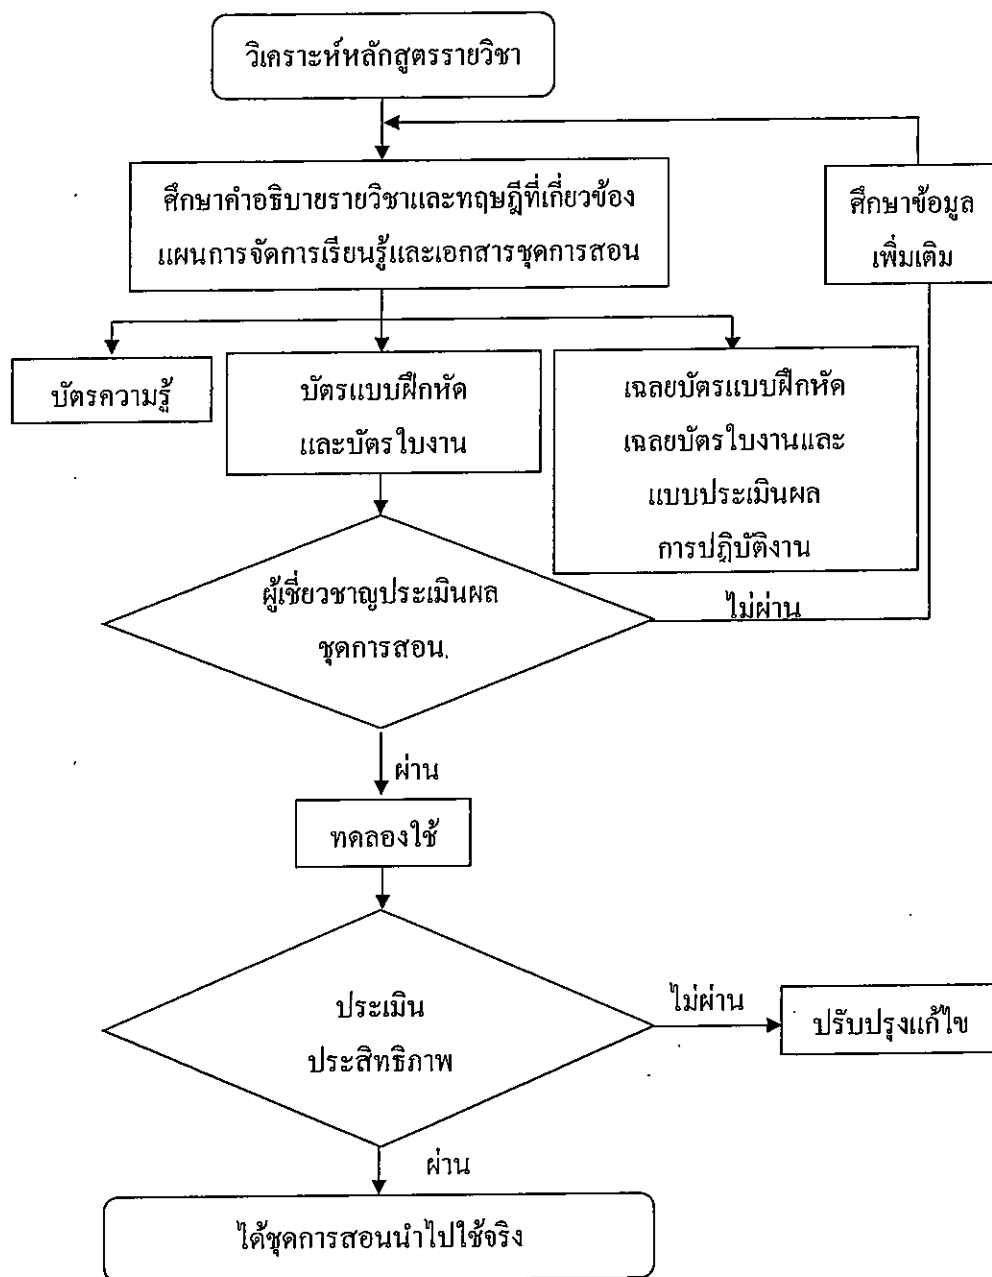 วิเคราะห์หลักสูตรรายวิชา
ศึกษาคำอธิบายรายวิชาและทฤษฎีที่เกี่ยวข้อง
แผนการจัดการเรียนรู้และเอกสารชุดการสอน
ศึกษาข้อมูล
เพิ่มเติม
บัตรความรู้
บัตรแบบฝึกหัด
และบัตรใบงาน
เฉลยบัตรแบบฝึกหัด
เฉลยบัตรใบงานและ
แบบประเมินผล
การปฏิบัติงาน
ผู้เชี่ยวชาญประเมินผล
ชุดการสอน
ไม่ผ่าน
ผ่าน
ทดลองใช้
ประเมิน
ประสิทธิภาพ
ไม่ผ่าน
ปรับปรุงแก้ไข
ผ่าน
ได้ชุดการสอนนำไปใช้จริง